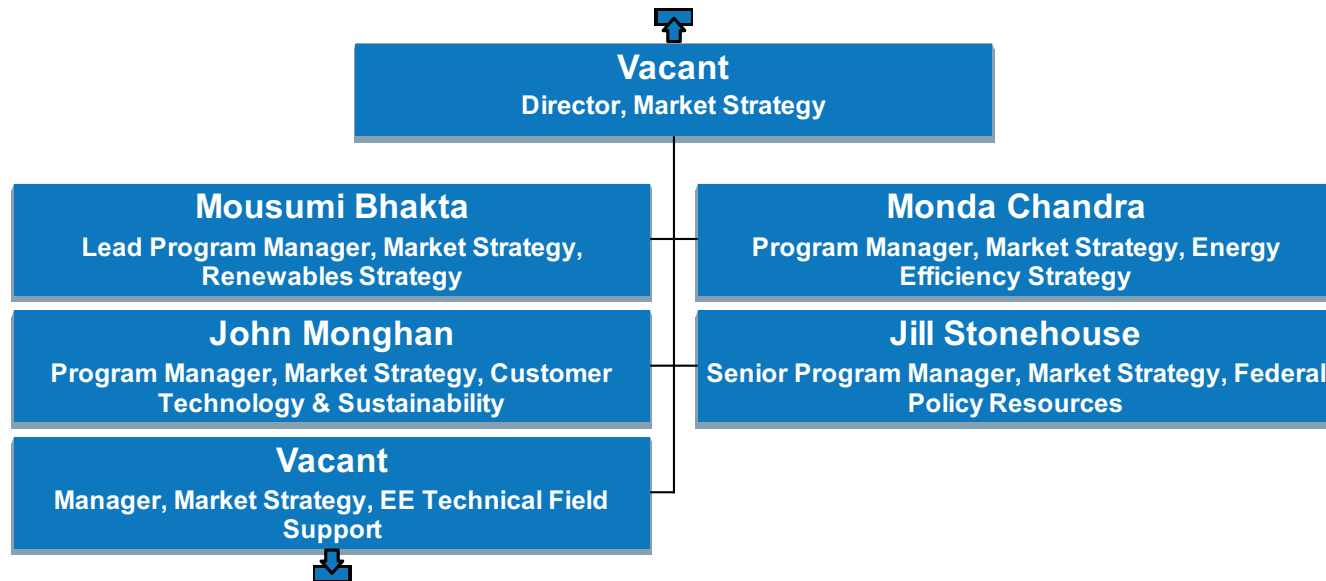 Vacant
Director, Market Strategy
Mousumi Bhakta
Lead Program Manager, Market Strategy,
Renewables Strategy
Monda Chandra
Program Manager, Market Strategy, Energy
Efficiency Strategy
John Monghan
Program Manager, Market Strategy, Customer
Technology & Sustainability
Jill Stonehouse
Senior Program Manager, Market Strategy, Federal
Policy Resources
Vacant
Manager, Market Strategy, EE Technical Field
Support